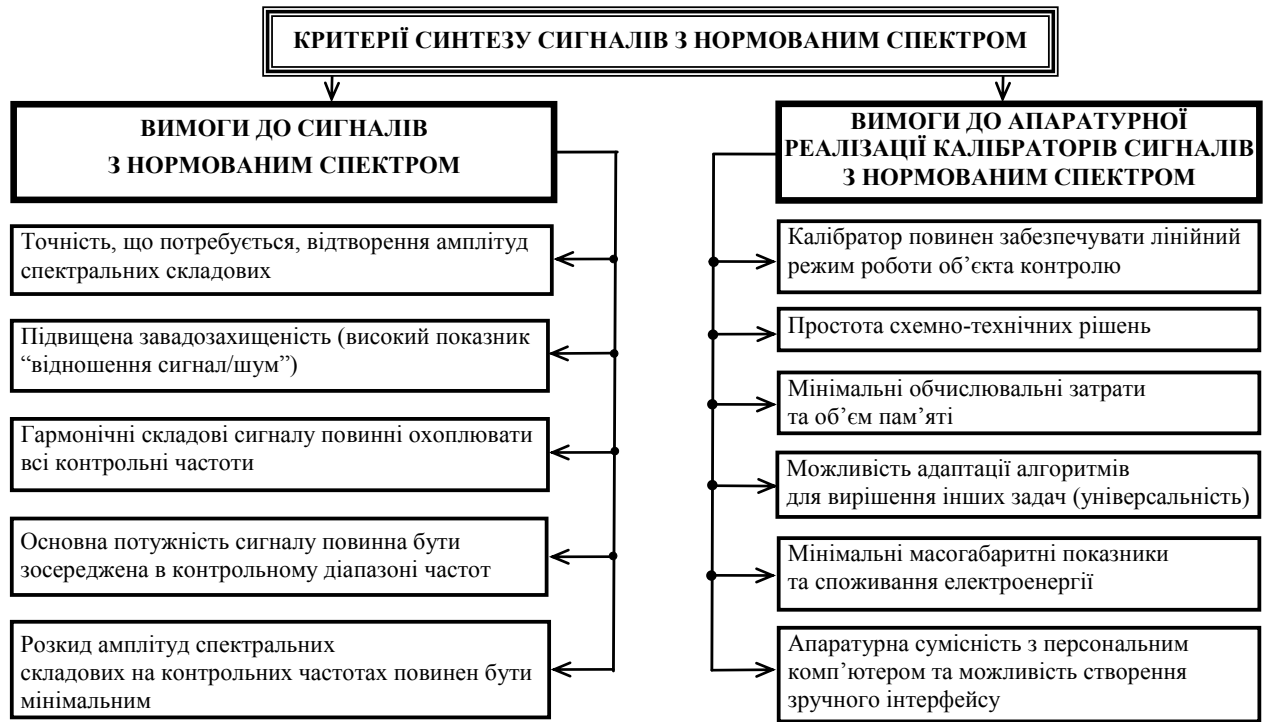 КРИТЕРІЇ СИНТЕЗУ СИГНАЛІВ З НОРМОВАНИМ СПЕКТРОМ
ВИМОГИ ДО СИГНАЛІВ
З НОРМОВАНИМ СПЕКТРОМ
Точність, що потребується, відтворення амплітуд
спектральних складових
Підвищена завадозахищеність (високий показник
“відношення сигнал/шум”)
Гармонічні складові сигналу повинні охоплювати
всі контрольні частоти
Основна потужність сигналу повинна бути
зосереджена в контрольному діапазоні частот
Розкид амплітуд спектральних
складових на контрольних частотах повинен бути
мінімальним
ВИМОГИ ДО АПАРАТУРНОЇ
РЕАЛІЗАЦІЇ КАЛІБРАТОРІВ СИГНАЛІВ
З НОРМОВАНИМ СПЕКТРОМ
Калібратор повинен забезпечувати лінійний
режим роботи об’єкта контролю
Простота схемно-технічних рішень
Мінімальні обчислювальні затрати
та об’єм пам’яті
Можливість адаптації алгоритмів
для вирішення інших задач (універсальність)
Мінімальні масогабаритні показники
та споживання електроенергії
Апаратурна сумісність з персональним
комп’ютером та можливість створення
зручного інтерфейсу